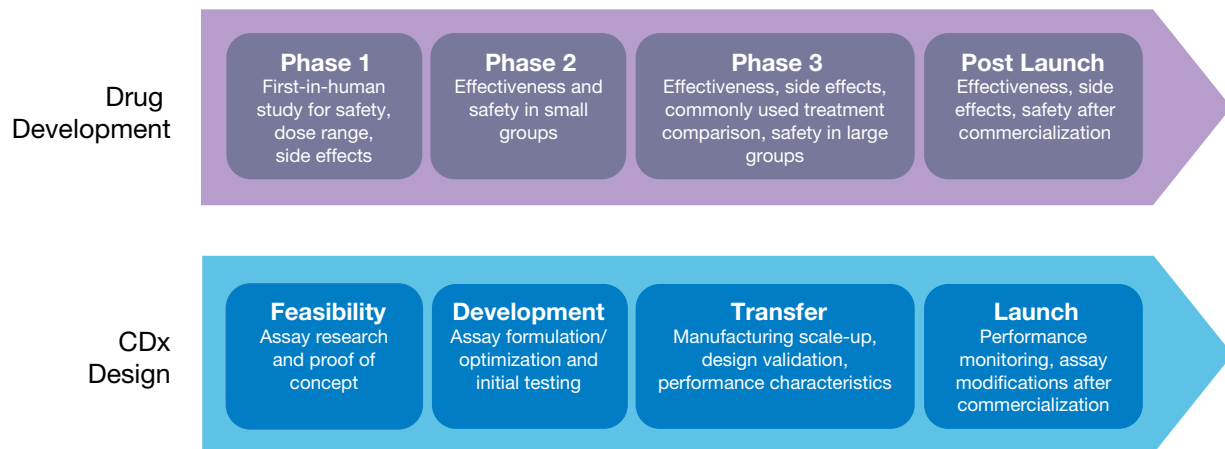 Drug
Development
Phase 1
First-in-human
study for safety,
dose range,
side effects
Phase 2
Effectiveness and
safety in small
groups
Phase 3
Effectiveness, side effects,
commonly used treatment
comparison, safety in large
groups
Post Launch
Effectiveness, side
effects, safety after
commercialization
CDx
Design
Feasibility
Assay research
and proof of
concept
Development
Assay formulation/
optimization and
initial testing
Transfer
Manufacturing scale-up,
design validation,
performance characteristics
Launch
Performance
monitoring, assay
modifications after
commercialization